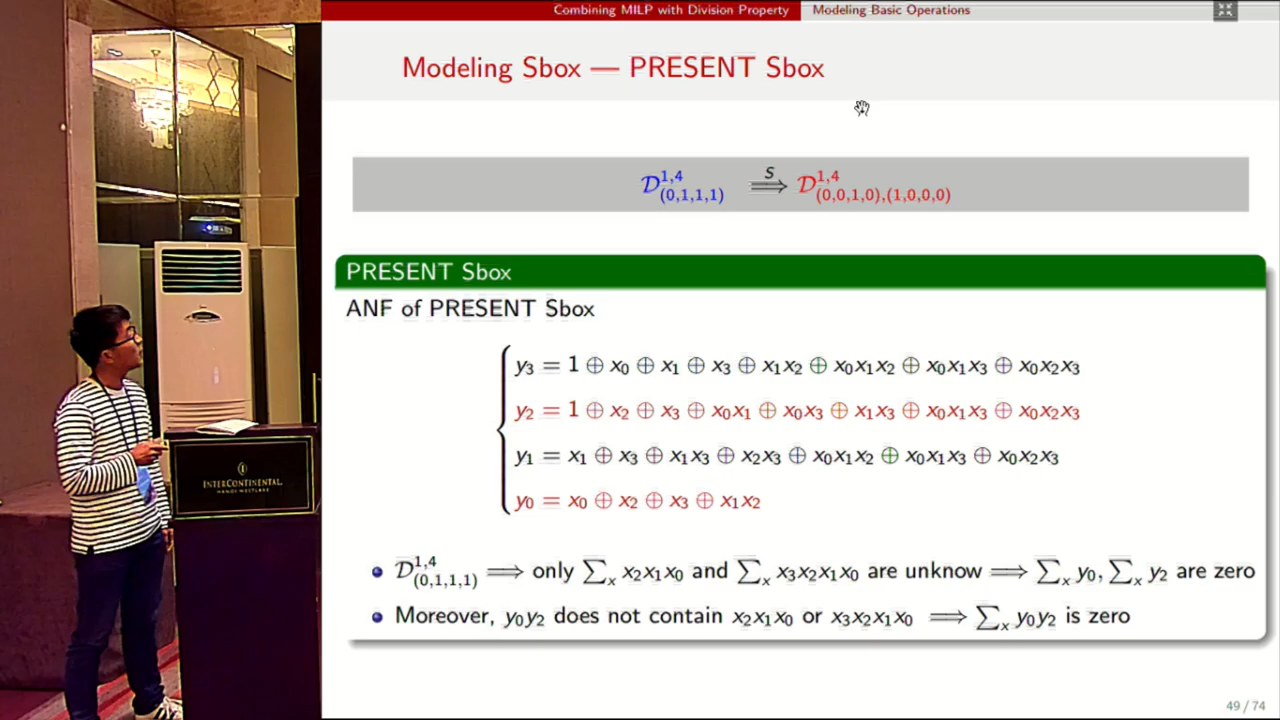 Combining MILP with Division Property
Modeling Basic Operations
Modeling Sbox — PRESENT Sbox
𝒟^{1,4}_{(0,1,1,1)} ⟹^{S} 𝒟^{1,4}_{(0,0,1,0),(1,0,0,0)}
PRESENT Sbox
ANF of PRESENT Sbox
y₃ = 1 ⊕ x₀ ⊕ x₁ ⊕ x₃ ⊕ x₁x₂ ⊕ x₀x₁x₂ ⊕ x₀x₁x₃ ⊕ x₀x₂x₃
y₂ = 1 ⊕ x₂ ⊕ x₃ ⊕ x₀x₁ ⊕ x₀x₃ ⊕ x₁x₃ ⊕ x₀x₁x₃ ⊕ x₀x₂x₃
y₁ = x₁ ⊕ x₃ ⊕ x₁x₃ ⊕ x₂x₃ ⊕ x₀x₁x₂ ⊕ x₀x₁x₃ ⊕ x₀x₂x₃
y₀ = x₀ ⊕ x₂ ⊕ x₃ ⊕ x₁x₂
• 𝒟^{1,4}_{(0,1,1,1)} ⟹ only ∑ₓ x₂x₁x₀ and ∑ₓ x₃x₂x₁x₀ are unknow ⟹ ∑ₓ y₀, ∑ₓ y₂ are zero
• Moreover, y₀y₂ does not contain x₂x₁x₀ or x₃x₂x₁x₀ ⟹ ∑ₓ y₀y₂ is zero
49 / 74
INTERCONTINENTAL.
HANOI WESTLAKE